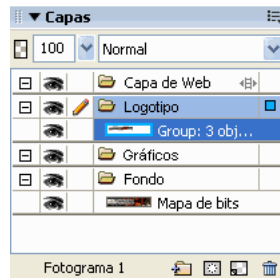 Capas
100 Normal
Capa de Web
Logotipo
Group: 3 obj...
Gráficos
Fondo
Mapa de bits
Fotograma 1